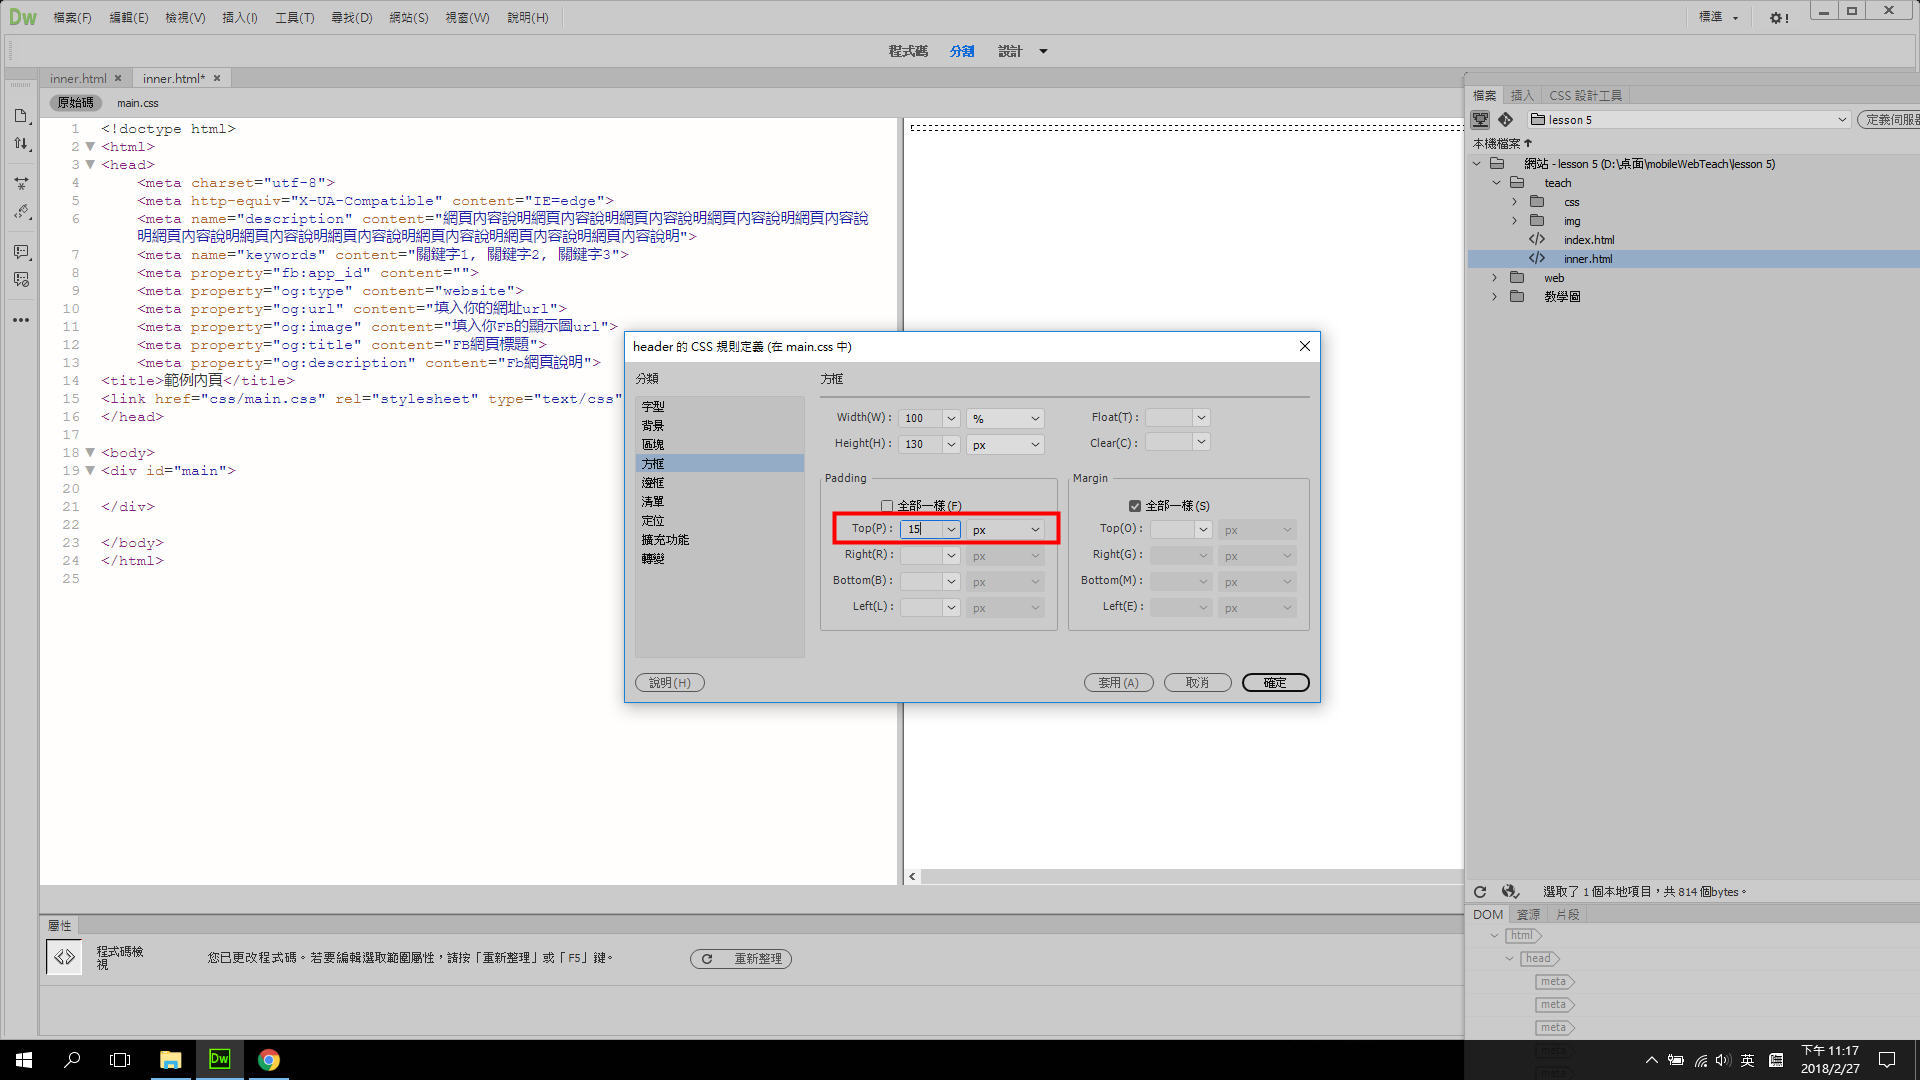 Dw 檔案(F) 編輯(E) 檢視(V) 插入(I) 工具(T) 尋找(D) 網站(S) 視窗(W) 說明(H) 標準
程式碼 分割 設計
inner.html inner.html*
原始碼 main.css
1 <!doctype html>
2 <html>
3 <head>
4 <meta charset="utf-8">
5 <meta http-equiv="X-UA-Compatible" content="IE=edge">
6 <meta name="description" content="網頁內容說明網頁內容說明網頁內容說明網頁內容說明網頁內容說
明網頁內容說明網頁內容說明網頁內容說明網頁內容說明網頁內容說明網頁內容說明">
7 <meta name="keywords" content="關鍵字1, 關鍵字2, 關鍵字3">
8 <meta property="fb:app_id" content="">
9 <meta property="og:type" content="website">
10 <meta property="og:url" content="填入你的網址url">
11 <meta property="og:image" content="填入你FB的顯示圖url">
12 <meta property="og:title" content="FB網頁標題">
13 <meta property="og:description" content="Fb網頁說明">
14 <title>範例內頁</title>
15 <link href="css/main.css" rel="stylesheet" type="text/css"
16 </head>
17
18 <body>
19 <div id="main">
20
21 </div>
22
23 </body>
24 </html>
25
header 的 CSS 規則定義 (在 main.css 中)
分類
字型
背景
區塊
方框
邊框
清單
定位
擴充功能
轉變
方框
Width(W): 100 % Float(T):
Height(H): 130 px Clear(C):
Padding
全部一樣(F)
Top(P): 15 px
Right(R): px
Bottom(B): px
Left(L): px
Margin
全部一樣(S)
Top(O): px
Right(G): px
Bottom(M): px
Left(E): px
說明(H) 套用(A) 取消 確定
檔案 插入 CSS 設計工具
lesson 5 定義伺服器
本機檔案
網站 - lesson 5 (D:\桌面\mobileWebTeach\lesson 5)
teach
css
img
index.html
inner.html
web
教學圖
選取了 1 個本地項目，共 814 個bytes。
DOM 資源 片段
html
head
meta
meta
meta
meta
meta
屬性
程式碼檢
視
您已更改程式碼。若要編輯選取範圍屬性，請按「重新整理」或「F5」鍵。 重新整理
Dw
英
下午 11:17
2018/2/27